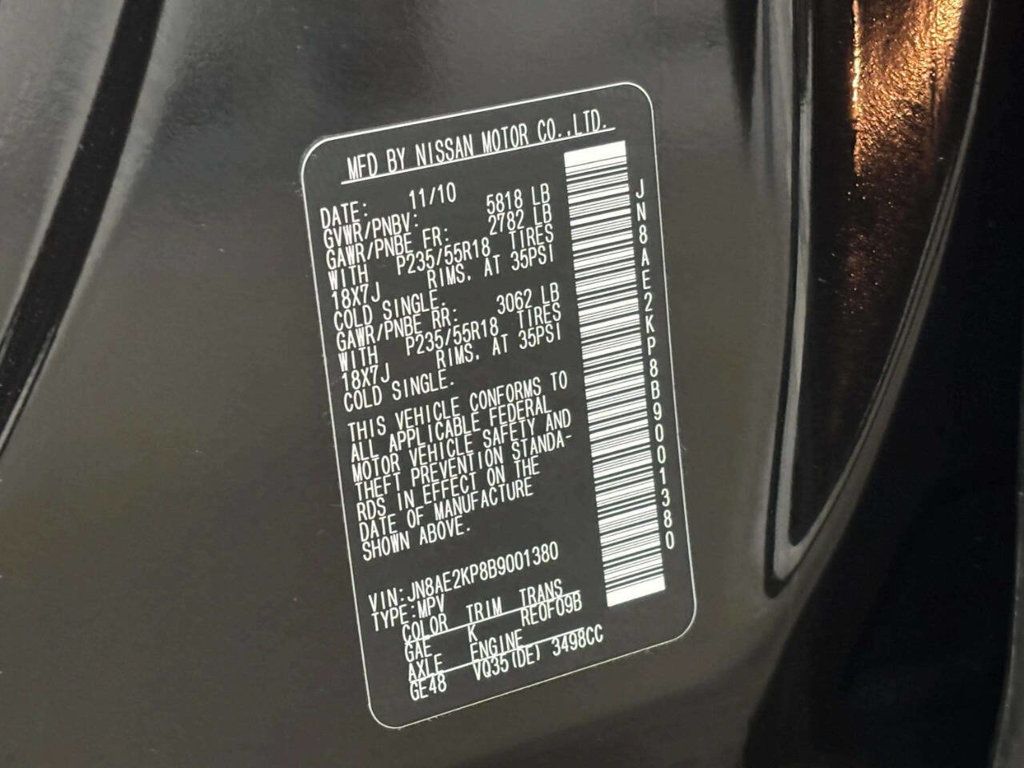 MFD BY NISSAN MOTOR CO.,LTD.
DATE: 11/10
GVWR/PNBV: 5818 LB
GAWR/PNBE FR: 2782 LB
WITH P235/55R18 TIRES
18X7J RIMS, AT 35PSI
COLD SINGLE.
GAWR/PNBE RR: 3062 LB
WITH P235/55R18 TIRES
18X7J RIMS, AT 35PSI
COLD SINGLE.
THIS VEHICLE CONFORMS TO
ALL APPLICABLE FEDERAL
MOTOR VEHICLE SAFETY AND
THEFT PREVENTION STANDA-
RDS IN EFFECT ON THE
DATE OF MANUFACTURE
SHOWN ABOVE.
VIN:JN8AE2KP8B9001380
TYPE:MPV
COLOR TRIM TRANS
GAE K RE0F09B
AXLE ENGINE
GE48 VQ35(DE) 3498CC
JN8AE2KP8B9001380